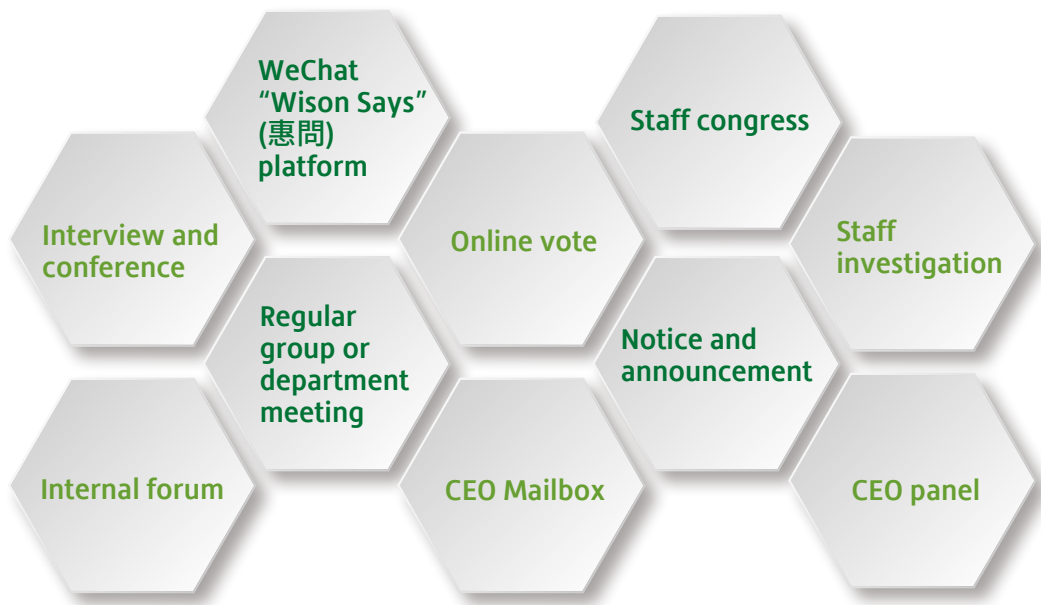 WeChat
“Wison Says”
(惠問)
platform
Staff congress
Interview and
conference
Online vote
Staff
investigation
Regular
group or
department
meeting
Notice and
announcement
Internal forum
CEO Mailbox
CEO panel